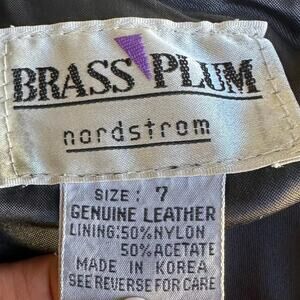 BRASS PLUM
nordstrom
SIZE: 7
GENUINE LEATHER
LINING:50%NYLON
50%ACETATE
MADE IN KOREA
SEE REVERSE FOR CARE